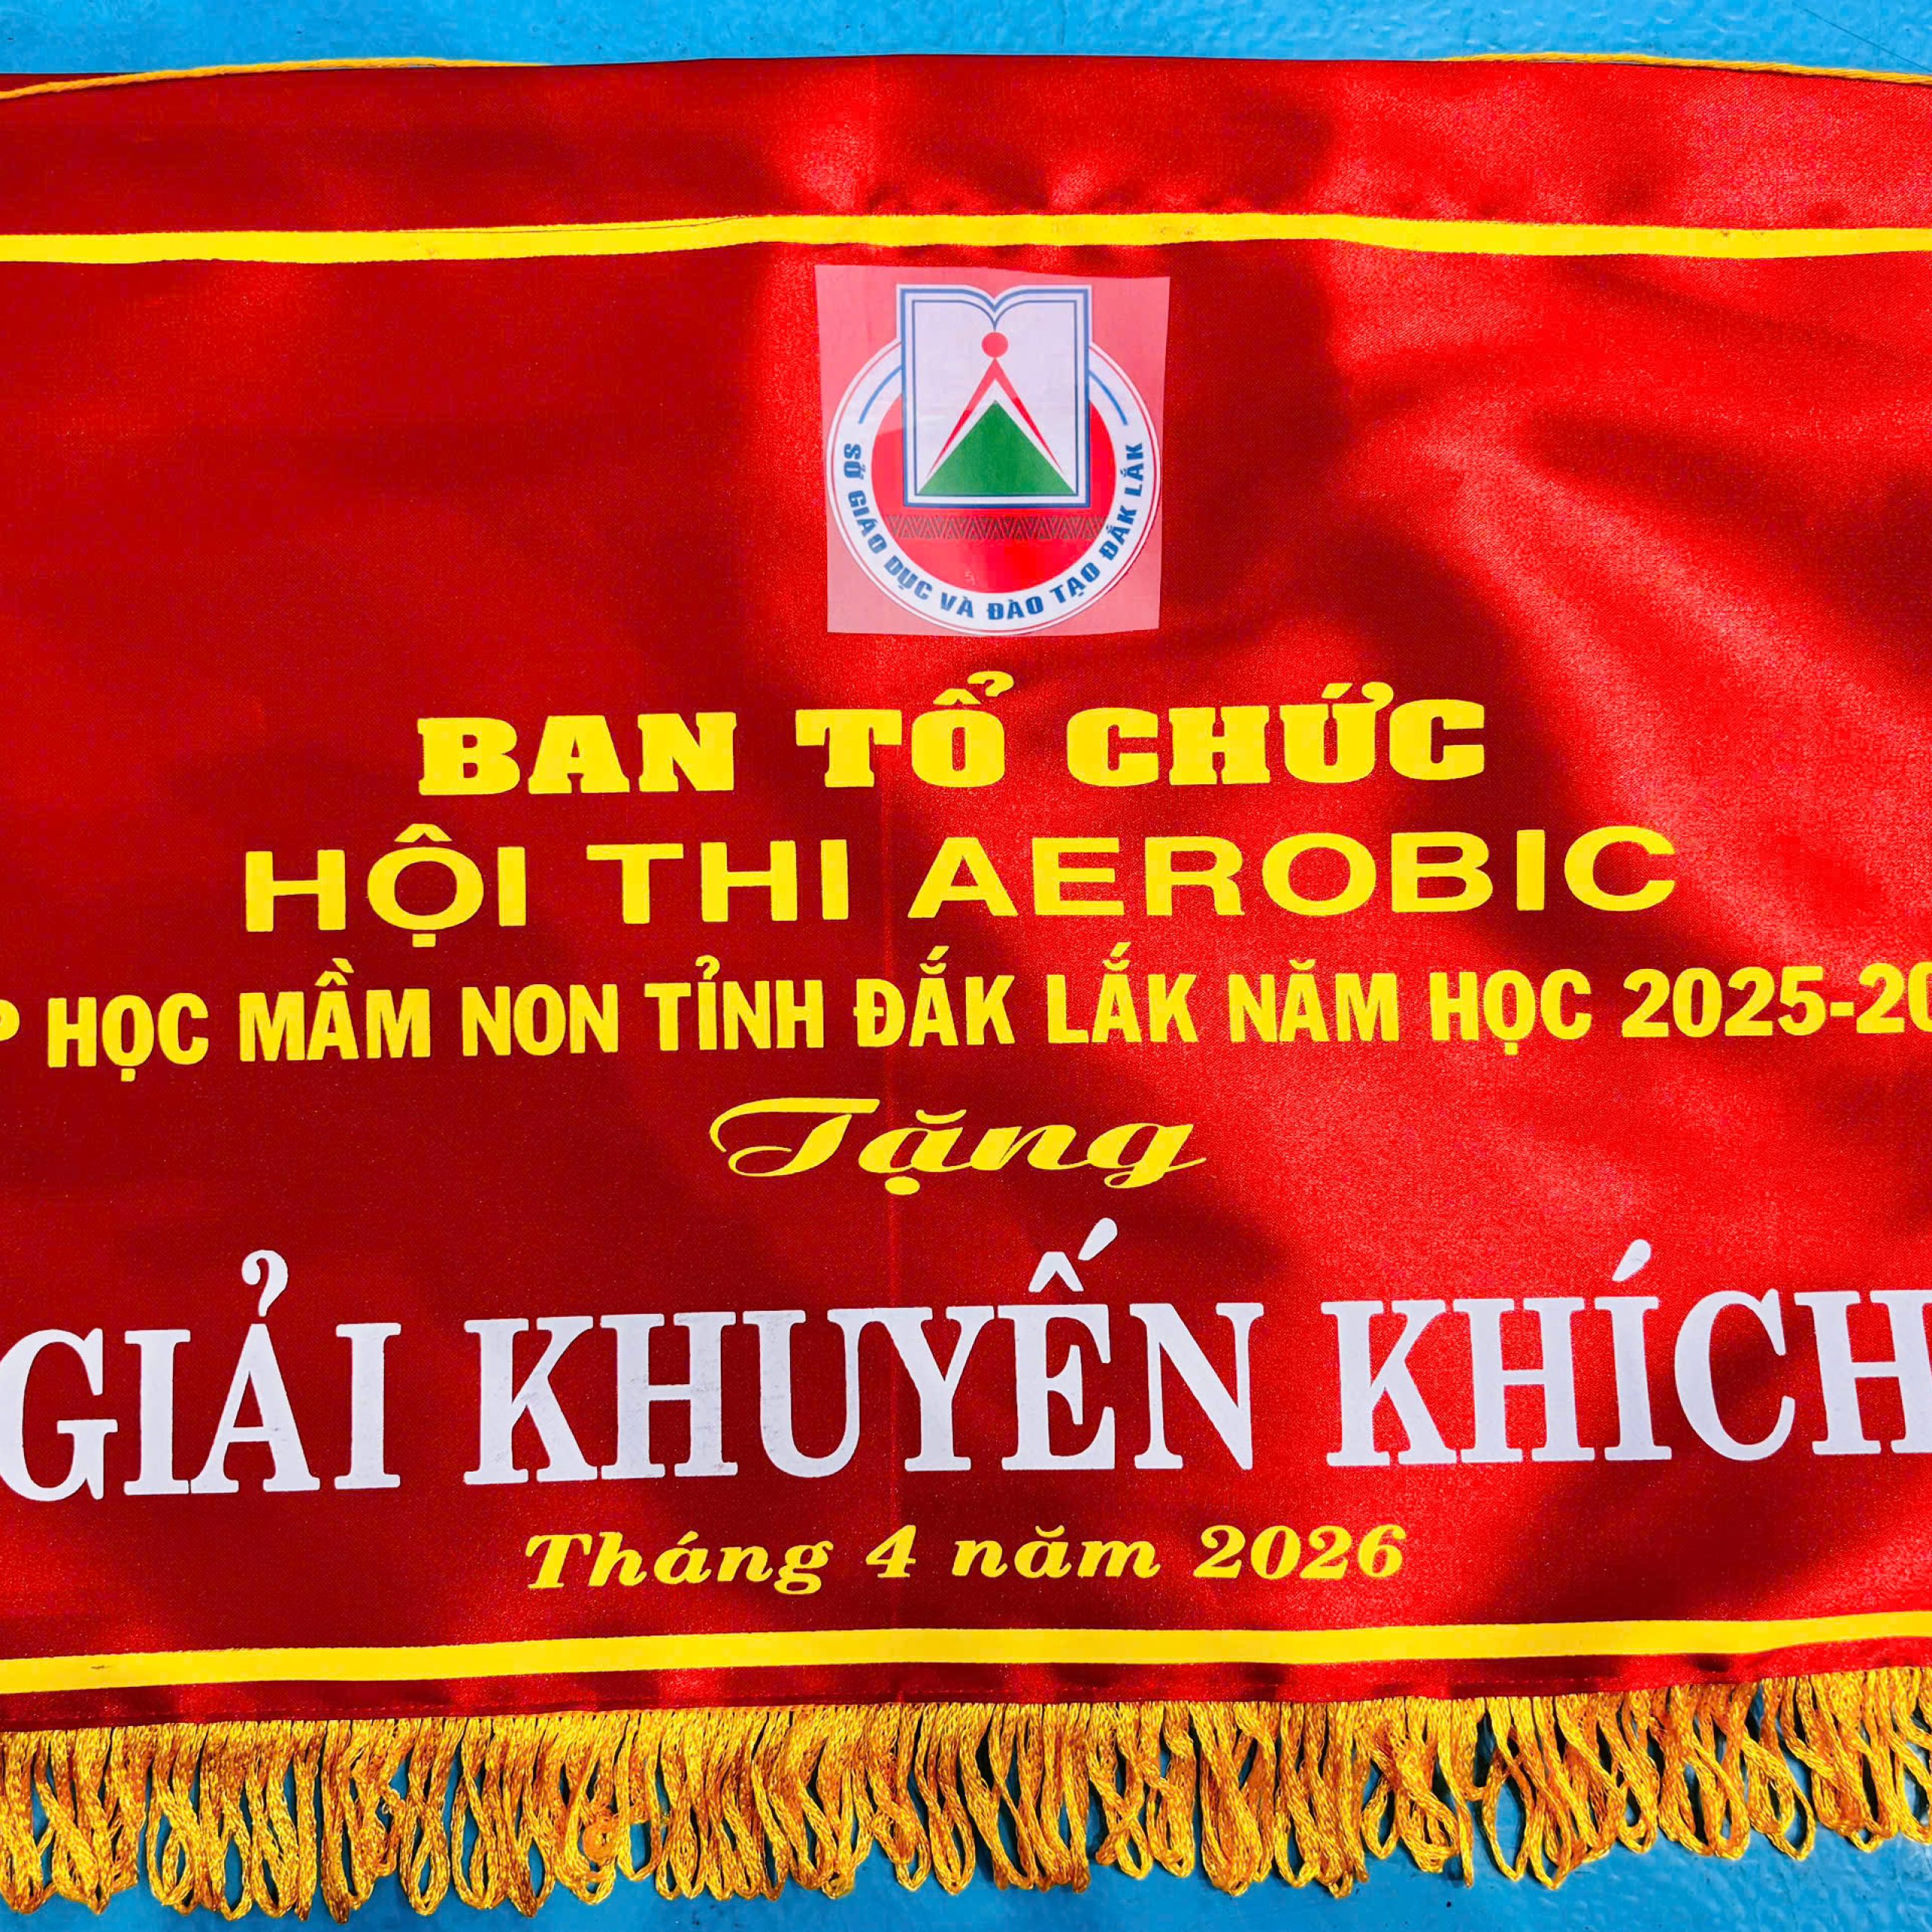 SỞ GIÁO DỤC VÀ ĐÀO TẠO ĐẮK LẮK
BAN TỔ CHỨC
HỘI THI AEROBIC
P HỌC MẦM NON TỈNH ĐẮK LẮK NĂM HỌC 2025-20
Tặng
GIẢI KHUYẾN KHÍCH
Tháng 4 năm 2026